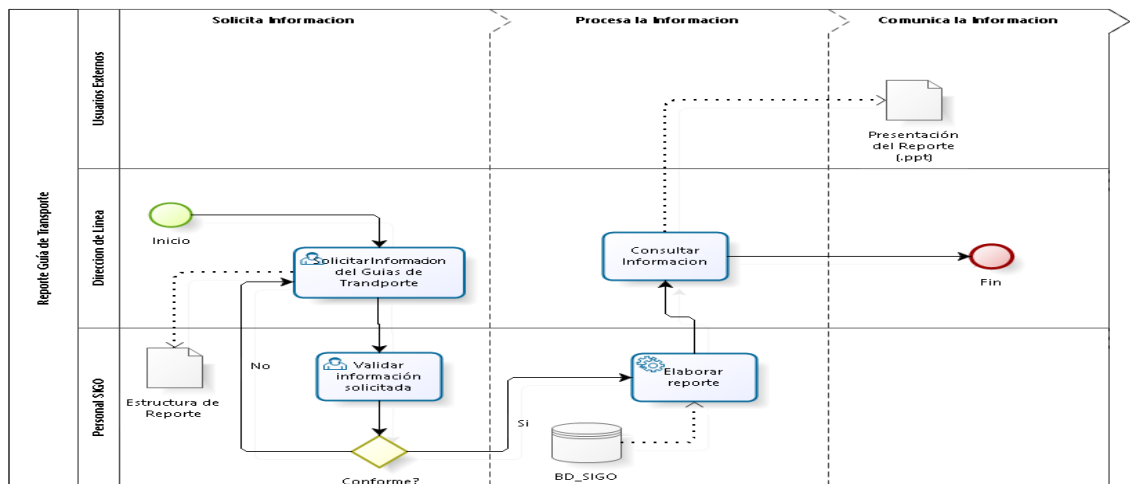 Solicita Informacion
Procesa la Informacion
Comunica la Informacion
Reporte Guía de Transporte
Usuarios Externos
Presentación
del Reporte
(.ppt)
Dirección de Línea
Inicio
SolicitarInformacion
del Guias de
Trandporte
Consultar
Informacion
Fin
Personal SIGO
Estructura de
Reporte
No
Validar
información
solicitada
Conforme?
Si
Elaborar
reporte
BD_SIGO